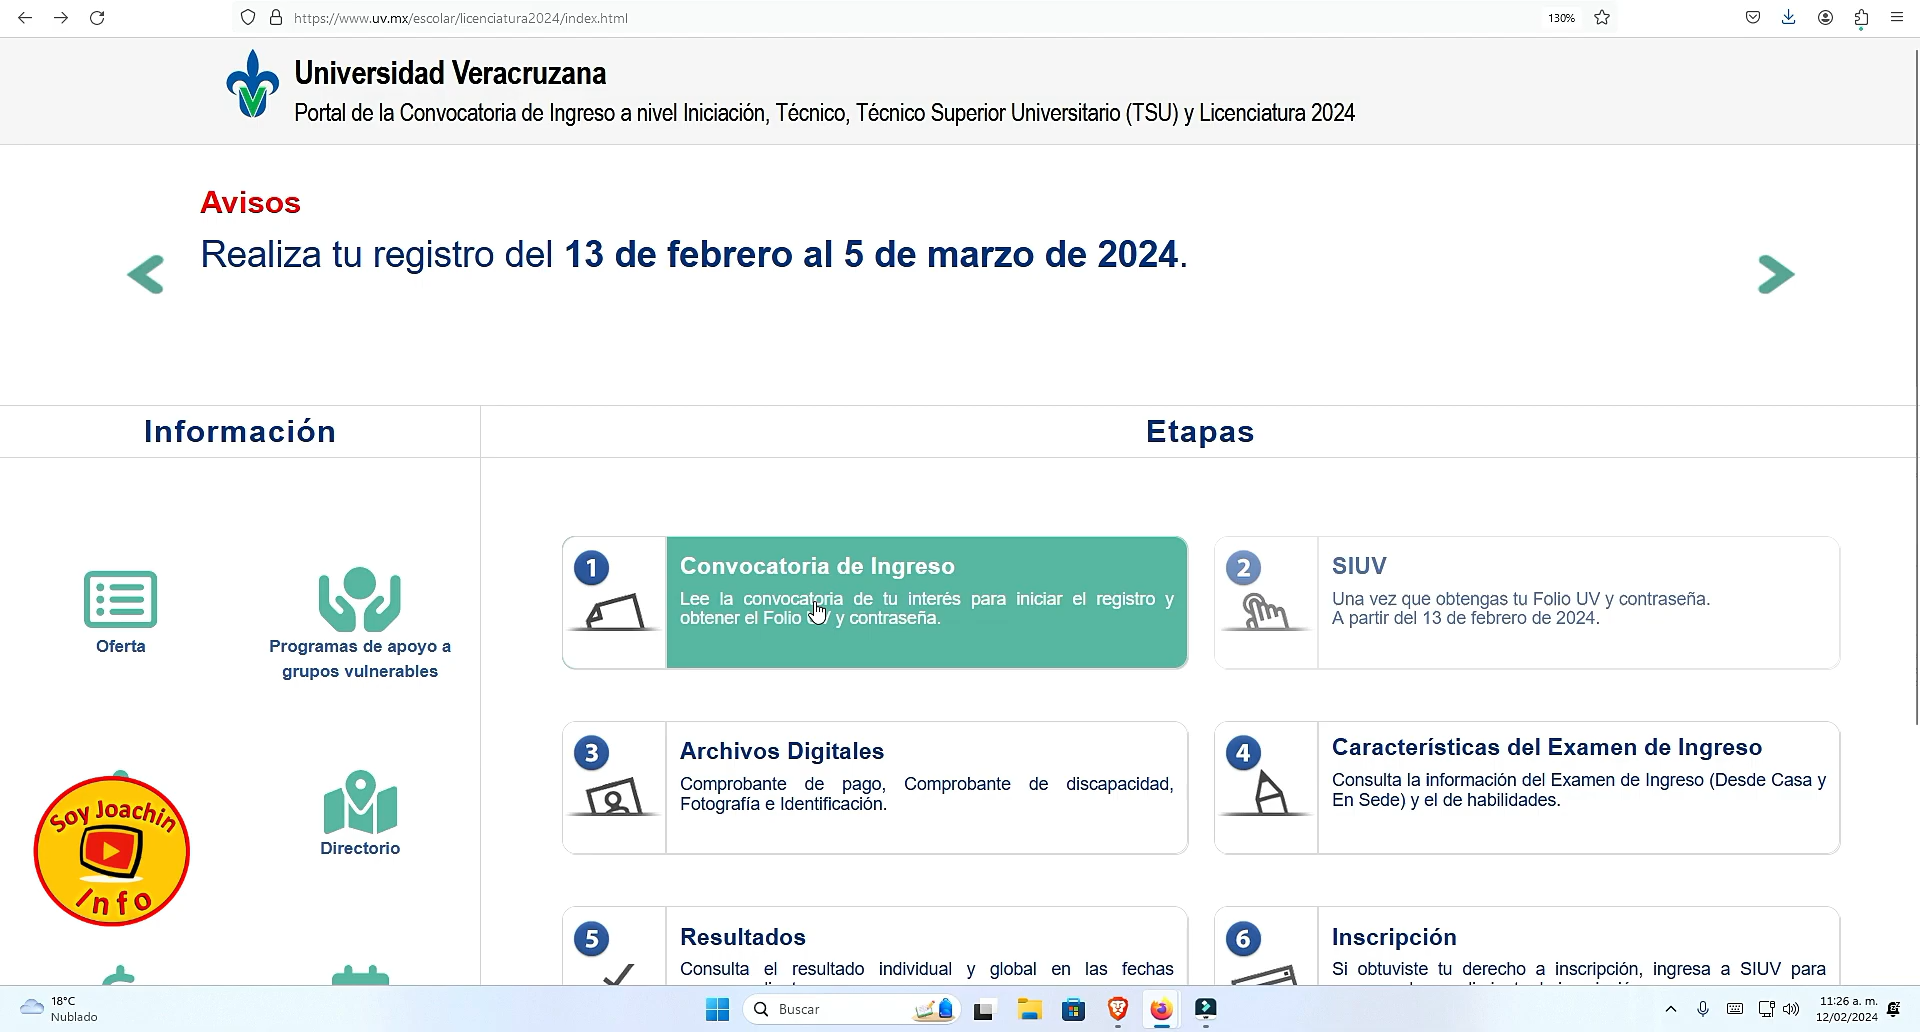 https://www.uv.mx/escolar/licenciatura2024/index.html
130%
Universidad Veracruzana
Portal de la Convocatoria de Ingreso a nivel Iniciación, Técnico, Técnico Superior Universitario (TSU) y Licenciatura 2024
Avisos
Realiza tu registro del 13 de febrero al 5 de marzo de 2024.
Información
Etapas
Oferta
Programas de apoyo a
grupos vulnerables
Directorio
Soy Joachin
Info
1
Convocatoria de Ingreso
Lee la convocatoria de tu interés para iniciar el registro y
obtener el Folio UV y contraseña.
2
SIUV
Una vez que obtengas tu Folio UV y contraseña.
A partir del 13 de febrero de 2024.
3
Archivos Digitales
Comprobante de pago, Comprobante de discapacidad,
Fotografía e Identificación.
4
Características del Examen de Ingreso
Consulta la información del Examen de Ingreso (Desde Casa y
En Sede) y el de habilidades.
5
Resultados
Consulta el resultado individual y global en las fechas
6
Inscripción
Si obtuviste tu derecho a inscripción, ingresa a SIUV para
18°C
Nublado
Buscar
11:26 a. m.
12/02/2024